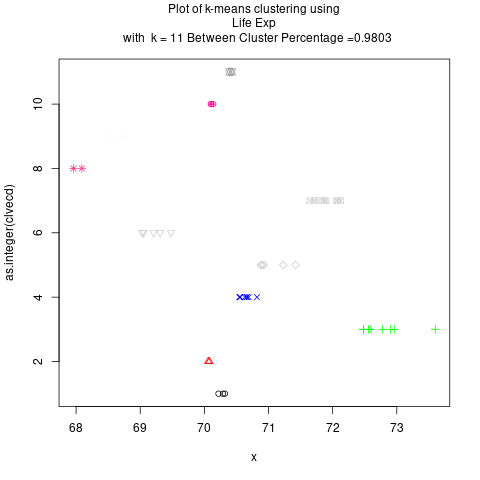 Plot of k-means clustering using
Life Exp
with k = 11 Between Cluster Percentage =0.9803
as.integer(clvecd)
10
8
6
4
2
68 69 70 71 72 73
x